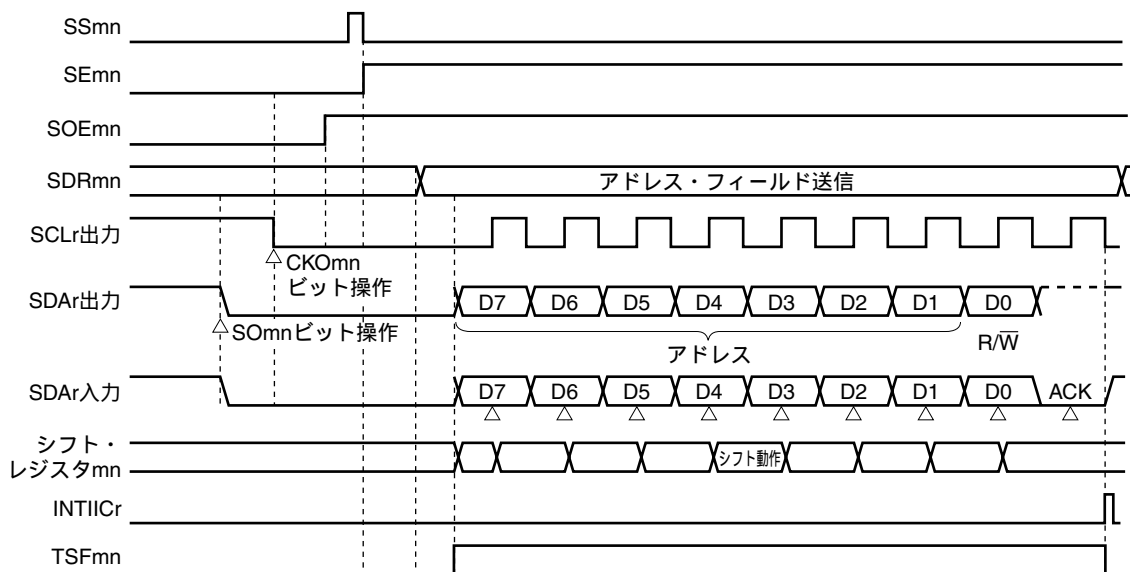 SSmn
SEmn
SOEmn
SDRmn
アドレス・フィールド送信
SCLr出力
CKOmn
ビット操作
SDAr出力
D7 D6 D5 D4 D3 D2 D1 D0
SOmnビット操作
アドレス
R/W̅
SDAr入力
D7 D6 D5 D4 D3 D2 D1 D0 ACK
シフト・
レジスタmn
シフト動作
INTIICr
TSFmn